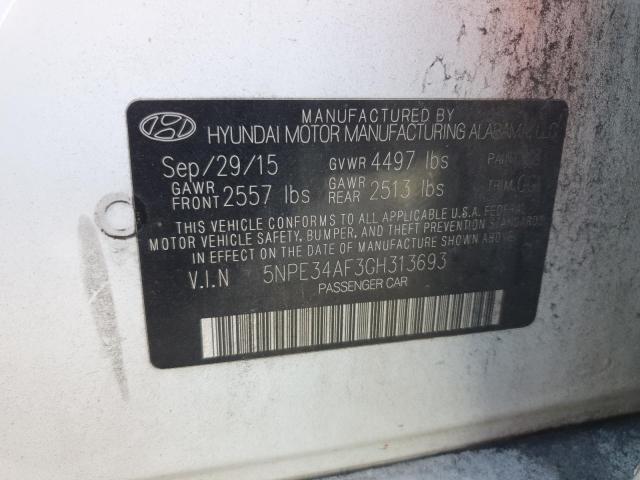 MANUFACTURED BY
HYUNDAI MOTOR MANUFACTURING ALABAMA, LLC
Sep/29/15 GVWR 4497 lbs PAINT
GAWR FRONT 2557 lbs GAWR REAR 2513 lbs TRIM
THIS VEHICLE CONFORMS TO ALL APPLICABLE U.S.A. FEDERAL
MOTOR VEHICLE SAFETY, BUMPER, AND THEFT PREVENTION
STANDARDS IN EFFECT ON THE DATE OF MANUFACTURE SHOWN ABOVE.
V.I.N 5NPE34AF3GH313693
PASSENGER CAR